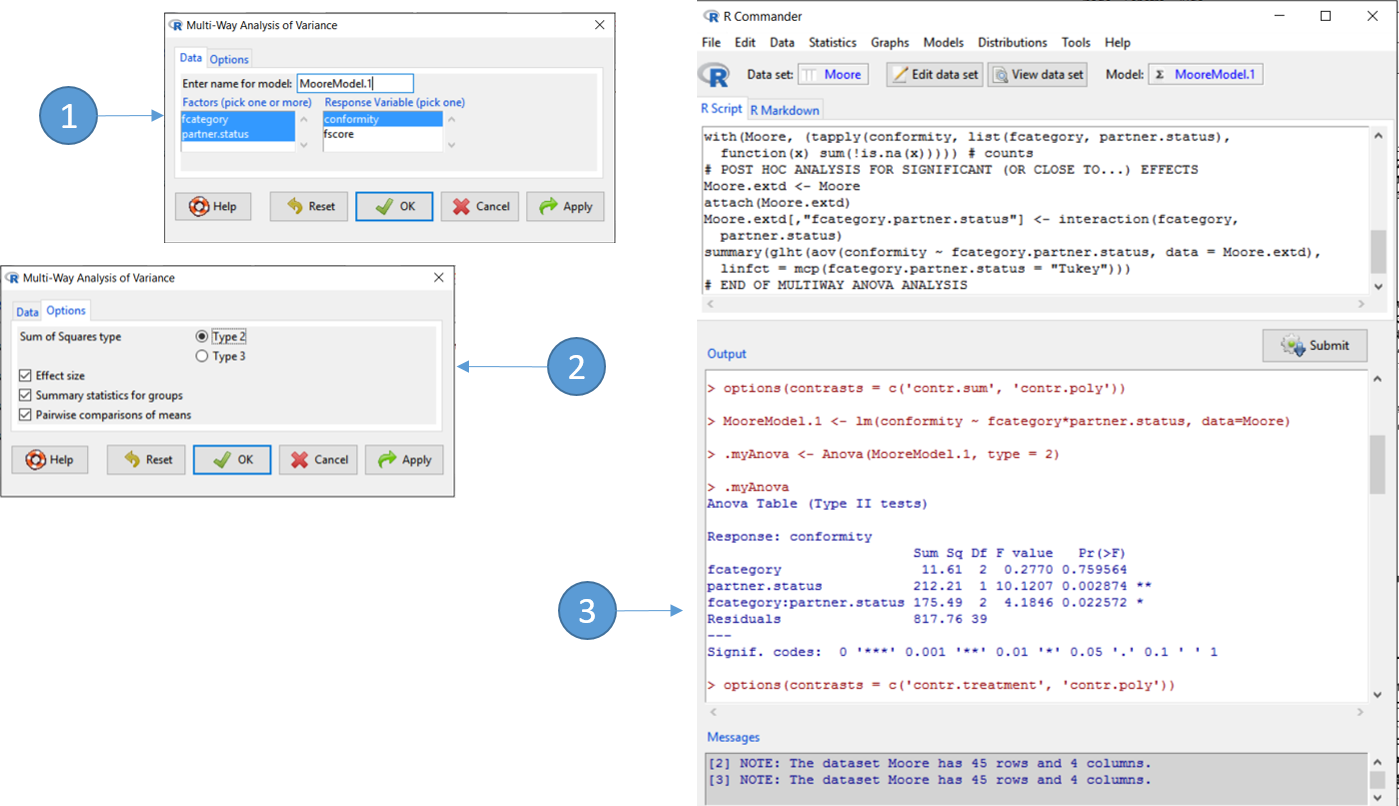 Multi-Way Analysis of Variance
Data Options
Enter name for model: MooreModel.1
Factors (pick one or more) Response Variable (pick one)
fcategory conformity
partner.status fscore
Help Reset OK Cancel Apply
1
Multi-Way Analysis of Variance
Data Options
Sum of Squares type Type 2
Type 3
Effect size
Summary statistics for groups
Pairwise comparisons of means
Help Reset OK Cancel Apply
2
3
R Commander
File Edit Data Statistics Graphs Models Distributions Tools Help
Data set: Moore Edit data set View data set Model: Σ MooreModel.1
R Script R Markdown
with(Moore, (tapply(conformity, list(fcategory, partner.status),
function(x) sum(!is.na(x))))) # counts
# POST HOC ANALYSIS FOR SIGNIFICANT (OR CLOSE TO...) EFFECTS
Moore.extd <- Moore
attach(Moore.extd)
Moore.extd[,"fcategory.partner.status"] <- interaction(fcategory,
partner.status)
summary(glht(aov(conformity ~ fcategory.partner.status, data = Moore.extd),
linfct = mcp(fcategory.partner.status = "Tukey")))
# END OF MULTIWAY ANOVA ANALYSIS
Submit
Output
> options(contrasts = c('contr.sum', 'contr.poly'))
> MooreModel.1 <- lm(conformity ~ fcategory*partner.status, data=Moore)
> .myAnova <- Anova(MooreModel.1, type = 2)
> .myAnova
Anova Table (Type II tests)
Response: conformity
Sum Sq Df F value Pr(>F)
fcategory 11.61 2 0.2770 0.759564
partner.status 212.21 1 10.1207 0.002874 **
fcategory:partner.status 175.49 2 4.1846 0.022572 *
Residuals 817.76 39
---
Signif. codes: 0 '***' 0.001 '**' 0.01 '*' 0.05 '.' 0.1 ' ' 1
> options(contrasts = c('contr.treatment', 'contr.poly'))
Messages
[2] NOTE: The dataset Moore has 45 rows and 4 columns.
[3] NOTE: The dataset Moore has 45 rows and 4 columns.